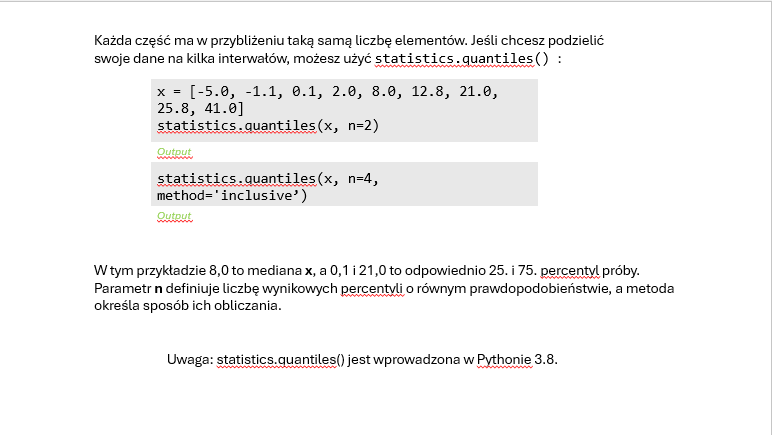 Każda część ma w przybliżeniu taką samą liczbę elementów. Jeśli chcesz podzielić
swoje dane na kilka interwałów, możesz użyć statistics.quantiles() :
x = [-5.0, -1.1, 0.1, 2.0, 8.0, 12.8, 21.0,
25.8, 41.0]
statistics.quantiles(x, n=2)
Output
statistics.quantiles(x, n=4,
method='inclusive’)
Output
W tym przykładzie 8,0 to mediana x, a 0,1 i 21,0 to odpowiednio 25. i 75. percentyl próby.
Parametr n definiuje liczbę wynikowych percentyli o równym prawdopodobieństwie, a metoda
określa sposób ich obliczania.
Uwaga: statistics.quantiles() jest wprowadzona w Pythonie 3.8.